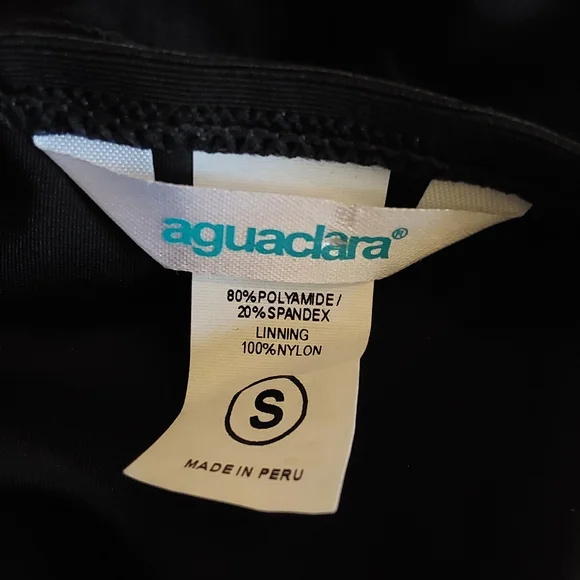 aguaclara®
80%POLYAMIDE/
20%SPANDEX
LINNING
100%NYLON
S
MADE IN PERU